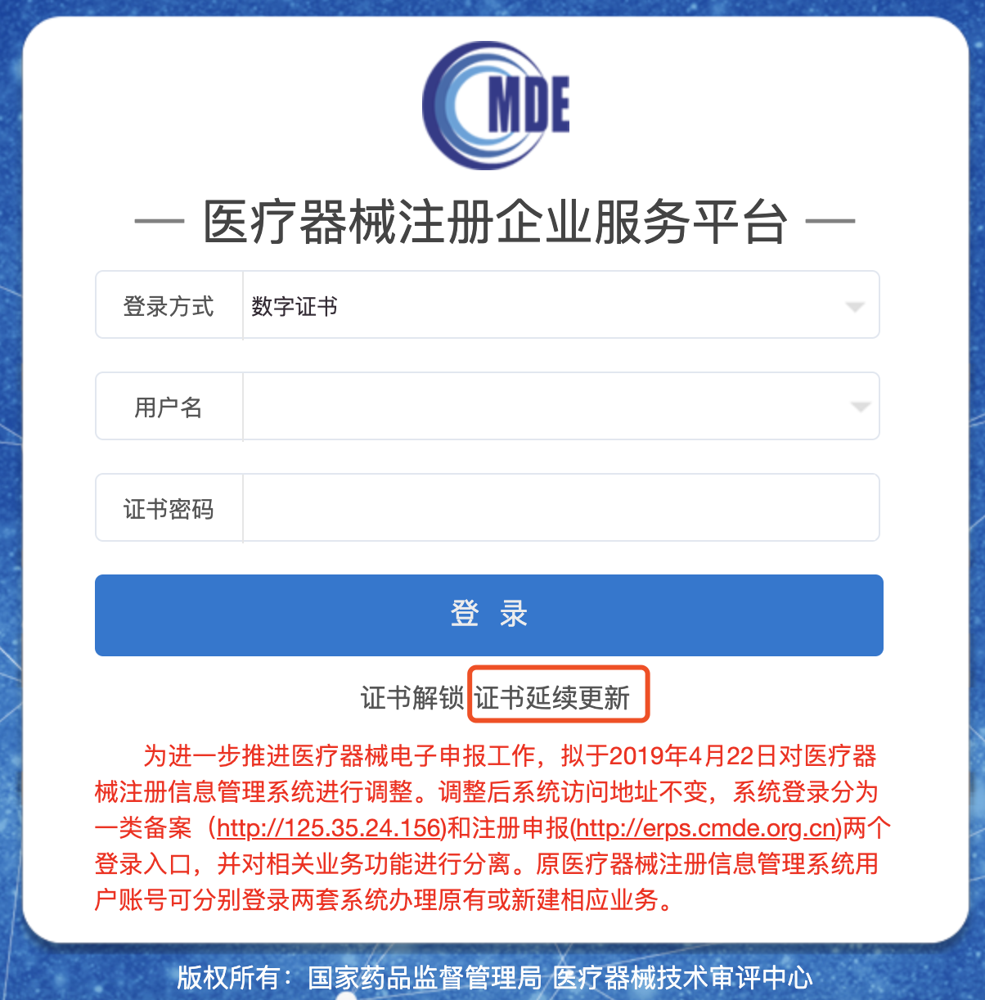 CMDE
— 医疗器械注册企业服务平台 —
登录方式 数字证书
用户名
证书密码
登 录
证书解锁 证书延续更新
为进一步推进医疗器械电子申报工作，拟于2019年4月22日对医疗器
械注册信息管理系统进行调整。调整后系统访问地址不变，系统登录分为
一类备案（http://125.35.24.156)和注册申报(http://erps.cmde.org.cn)两个
登录入口，并对相关业务功能进行分离。原医疗器械注册信息管理系统用
户账号可分别登录两套系统办理原有或新建相应业务。
版权所有：国家药品监督管理局 医疗器械技术审评中心